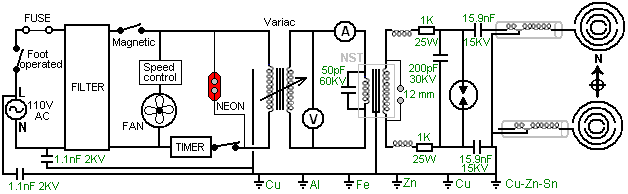 FUSE
Foot
operated
L
110V
AC
N
1.1nF 2KV
1.1nF 2KV
FILTER
Magnetic
Speed
control
FAN
TIMER
NEON
Variac
A
V
NST
50pF
60KV
12 mm
1K
25W
200pF
30KV
1K
25W
15.9nF
15KV
15.9nF
15KV
N
Cu
Al
Fe
Zn
Cu
Cu-Zn-Sn